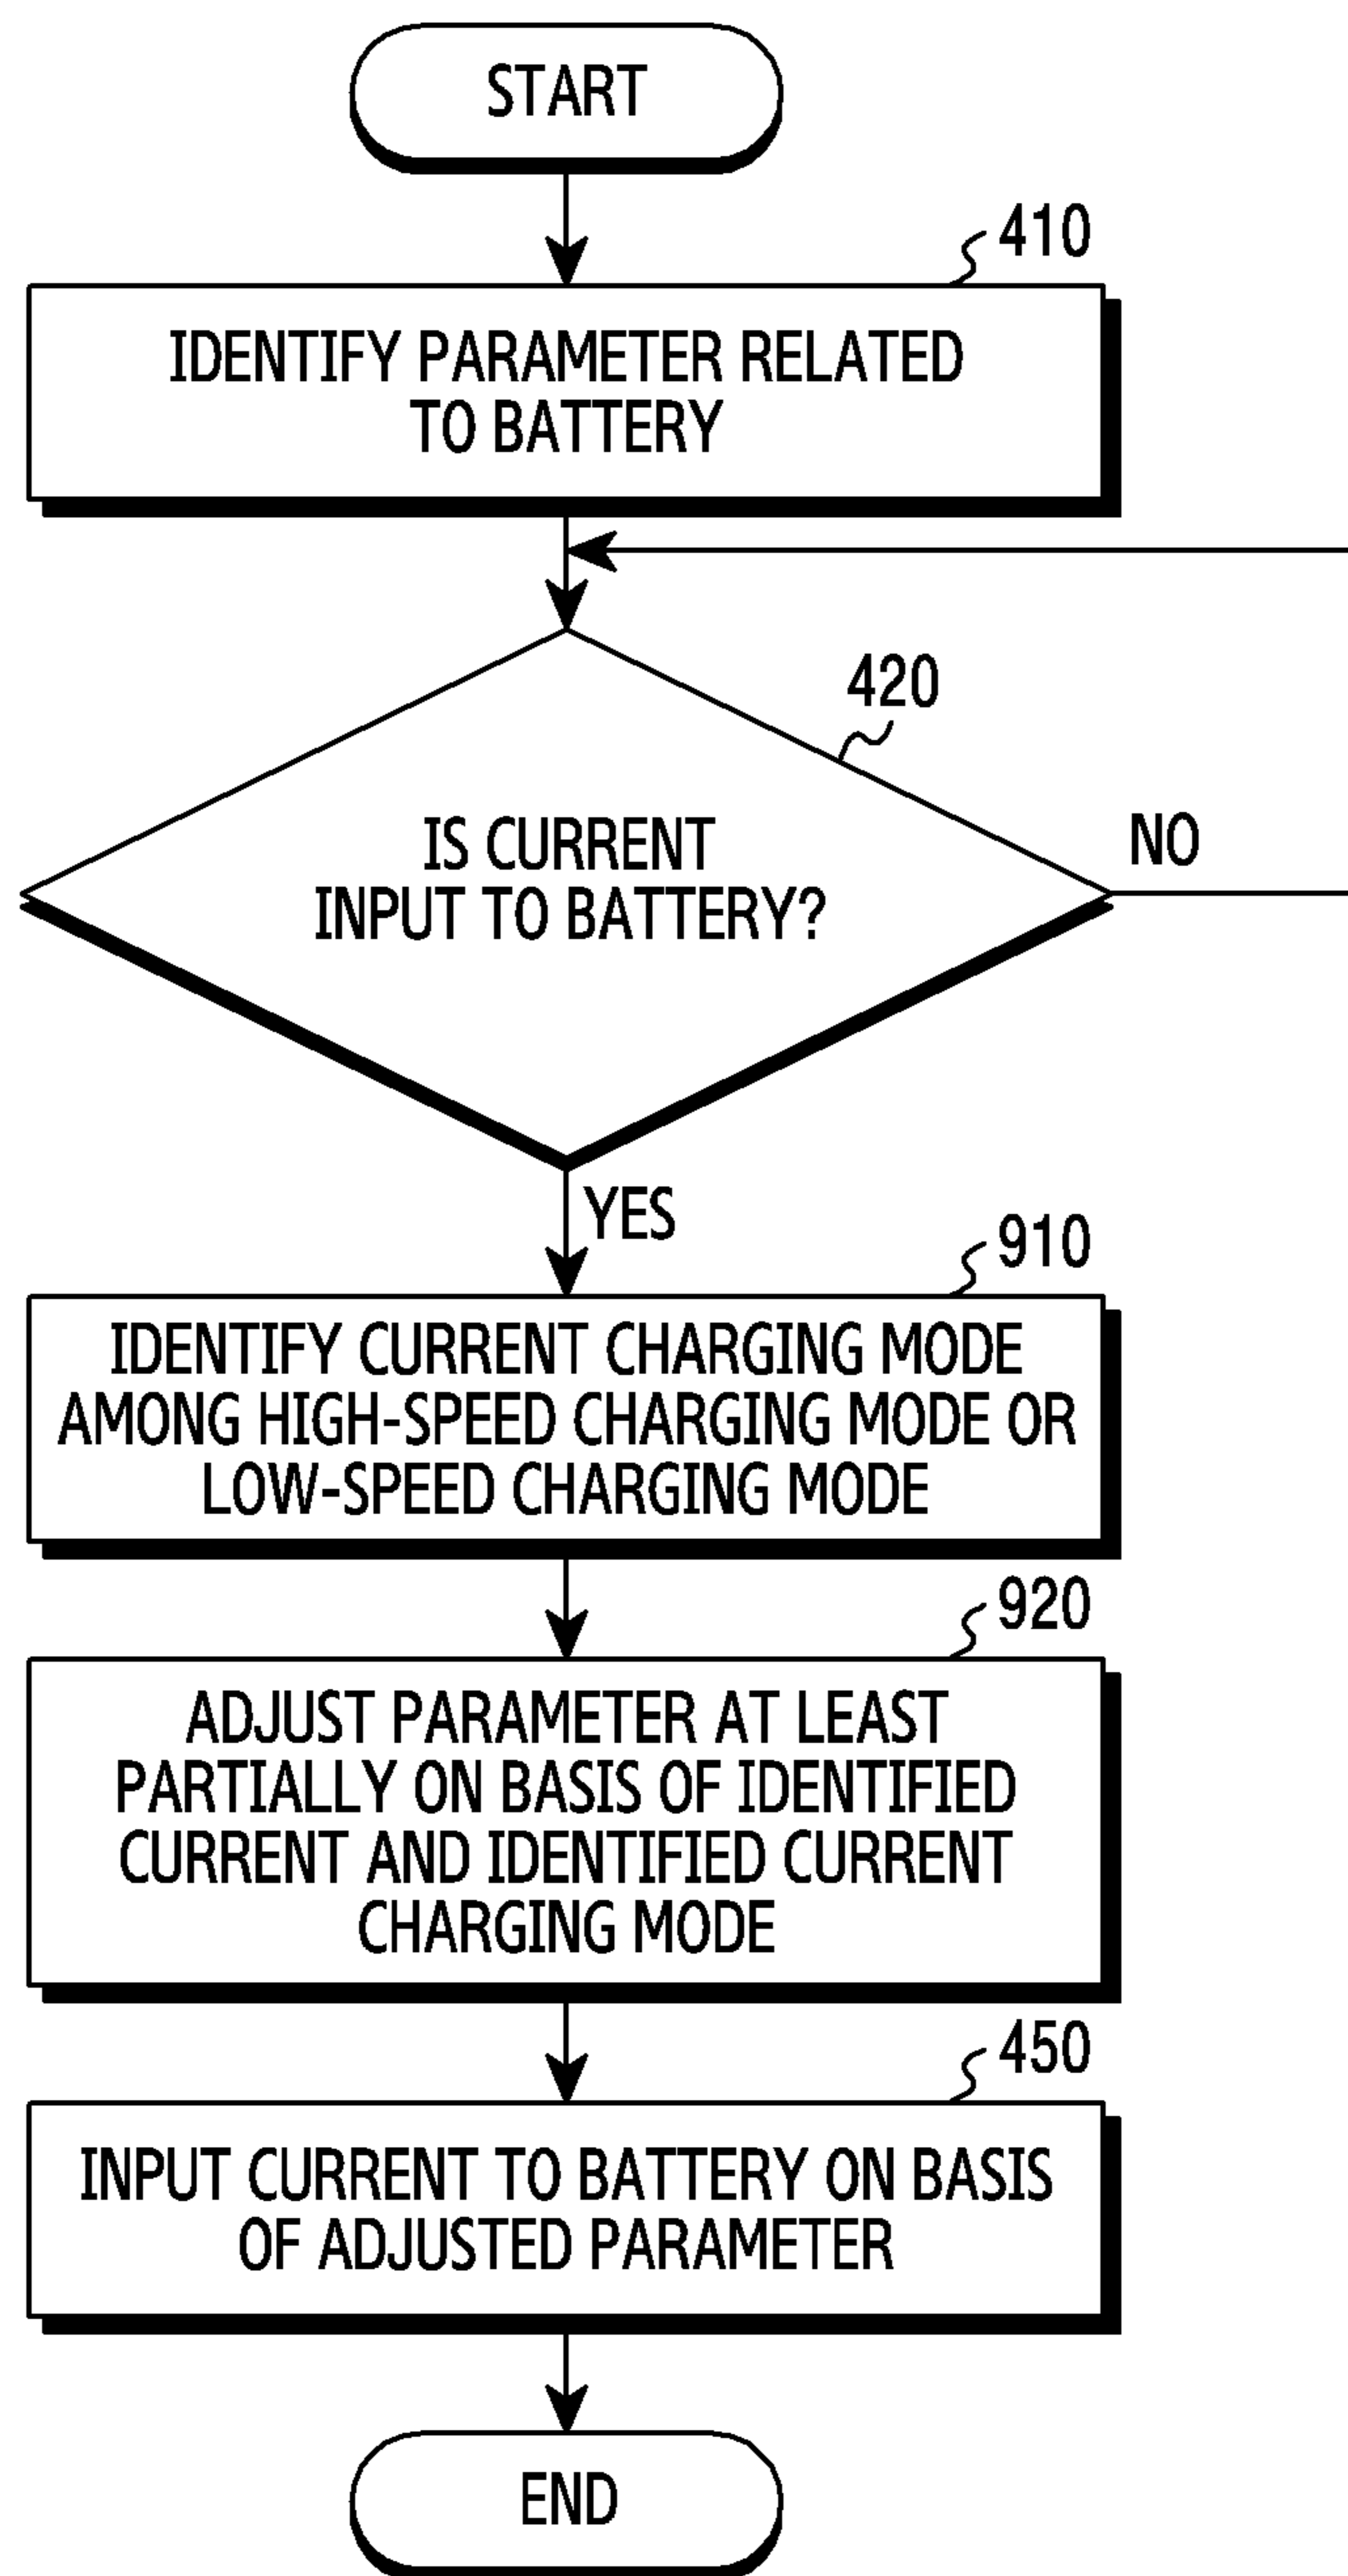 START
410
IDENTIFY PARAMETER RELATED
TO BATTERY
420
IS CURRENT
INPUT TO BATTERY?
NO
YES
910
IDENTIFY CURRENT CHARGING MODE
AMONG HIGH-SPEED CHARGING MODE OR
LOW-SPEED CHARGING MODE
920
ADJUST PARAMETER AT LEAST
PARTIALLY ON BASIS OF IDENTIFIED
CURRENT AND IDENTIFIED CURRENT
CHARGING MODE
450
INPUT CURRENT TO BATTERY ON BASIS
OF ADJUSTED PARAMETER
END